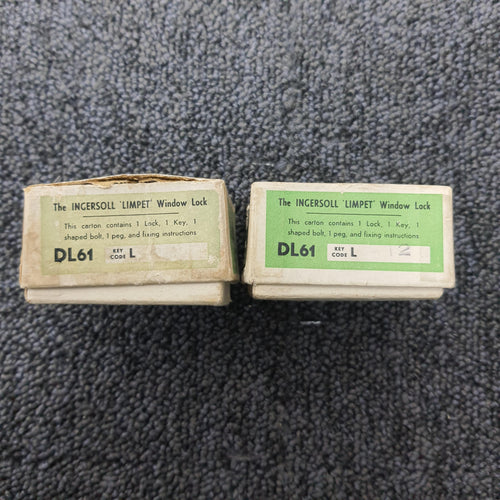 The INGERSOLL 'LIMPET' Window Lock
This carton contains 1 Lock, 1 Key, 1
shaped bolt, 1 peg, and fixing instructions
DL61 KEY CODE L
The INGERSOLL 'LIMPET' Window Lock
This carton contains 1 Lock, 1 Key, 1
shaped bolt, 1 peg, and fixing instructions
DL61 KEY CODE L 2